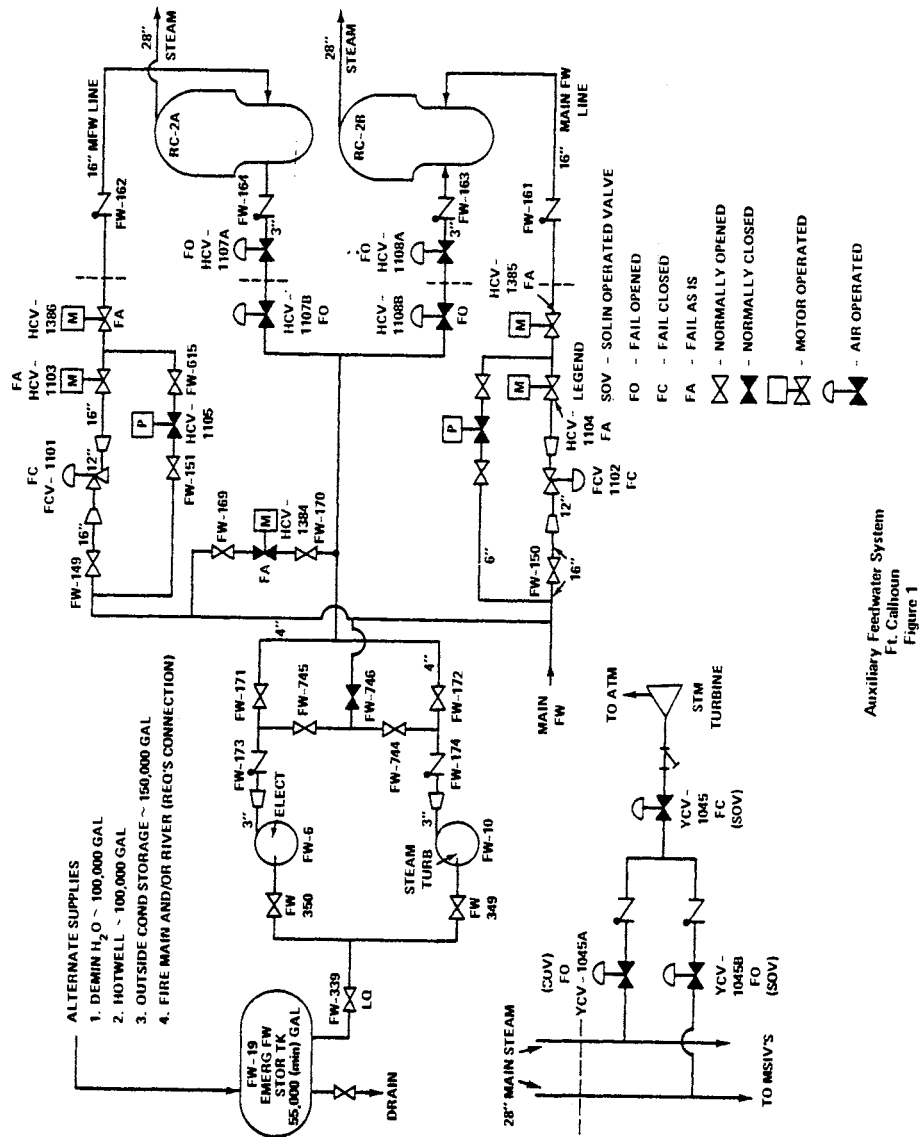 ALTERNATE SUPPLIES
1. DEMIN H2O ~ 100,000 GAL
2. HOTWELL ~ 100,000 GAL
3. OUTSIDE COND STORAGE ~ 150,000 GAL
4. FIRE MAIN AND/OR RIVER (REQ'S CONNECTION)
FW-19
EMERG FW
STOR TK
55,000 (min) GAL
DRAIN
FW-339
LO
FW
350
FW
349
FW-6
ELECT
3"
FW-173
FW-171
4"
FW-745
FW-746
FW-744
FW-172
4"
FW-174
3"
STEAM
TURB
FW-10
MAIN
FW
FW-149
16"
FC
FCV-1101
12"
16"
FA
HCV-
1103
M
HCV-
1386
M
FA
FW-151
P
HCV-
1105
FW-615
FW-162
16" MFW LINE
28"
STEAM
RC-2A
FW-169
HCV-
1384
M
FA
FW-170
HCV-
1107B
FO
FO
HCV-
1107A
3"
FW-164
28"
STEAM
RC-2B
HCV-
1108B
FO
FO
HCV-
1108A
3"
FW-163
HCV-
1385
FA
M
FW-161
16"
MAIN FW
LINE
6"
P
FW-150
16"
12"
FCV
1102
FC
M
HCV-
1104
FA
28" MAIN STEAM
TO MSIV'S
(SOV)
FO
YCV-1045A
YCV-
1045B
FO
(SOV)
YCV-
1045
FC
(SOV)
TO ATM
STM
TURBINE
LEGEND
SOV - SOLIN OPERATED VALVE
FO - FAIL OPENED
FC - FAIL CLOSED
FA - FAIL AS IS
- NORMALLY OPENED
- NORMALLY CLOSED
- MOTOR OPERATED
- AIR OPERATED
Auxiliary Feedwater System
Ft. Calhoun
Figure 1